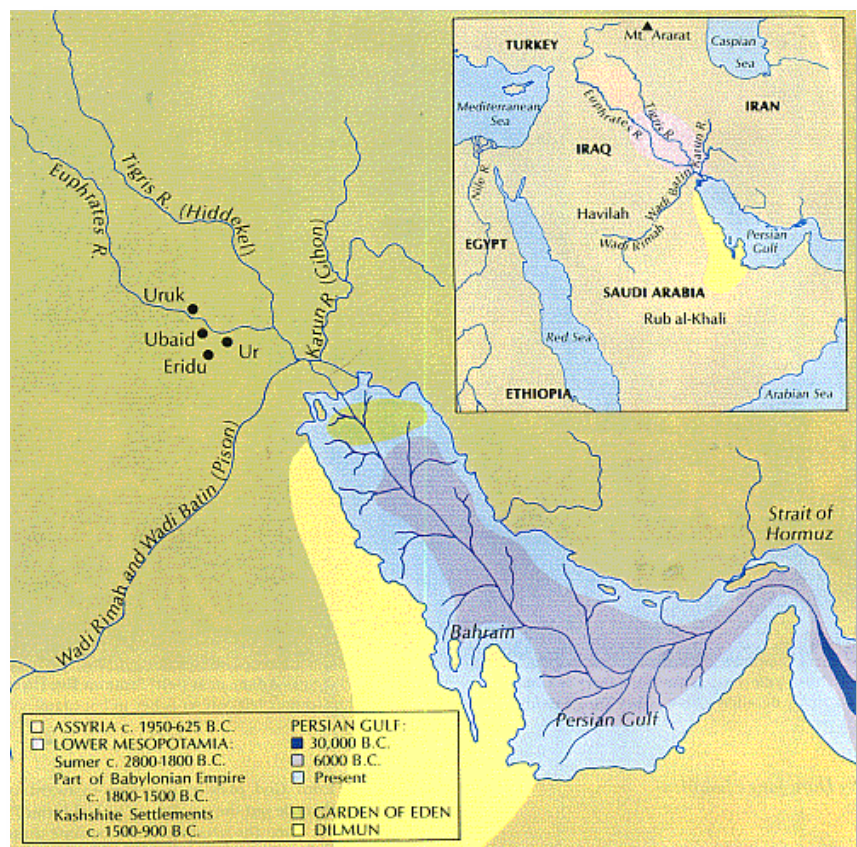 TURKEY
Mt. Ararat
Caspian
Sea
Mediterranean
Sea
Euphrates R.
Tigris R.
Karun R.
IRAN
IRAQ
Nile R.
Havilah
Wadi Batin
Wadi Rimah
EGYPT
Persian
Gulf
SAUDI ARABIA
Rub al-Khali
Red Sea
ETHIOPIA
Arabian Sea
Tigris R. (Hiddekel)
Euphrates R.
Karun R. (Gihon)
Uruk
Ubaid
Ur
Eridu
Wadi Rimah and Wadi Batin (Pison)
Strait of
Hormuz
Bahrain
Persian Gulf
ASSYRIA c. 1950-625 B.C.
LOWER MESOPOTAMIA:
Sumer c. 2800-1800 B.C.
Part of Babylonian Empire
c. 1800-1500 B.C.
Kashshite Settlements
c. 1500-900 B.C.
PERSIAN GULF:
30,000 B.C.
6000 B.C.
Present
GARDEN OF EDEN
DILMUN